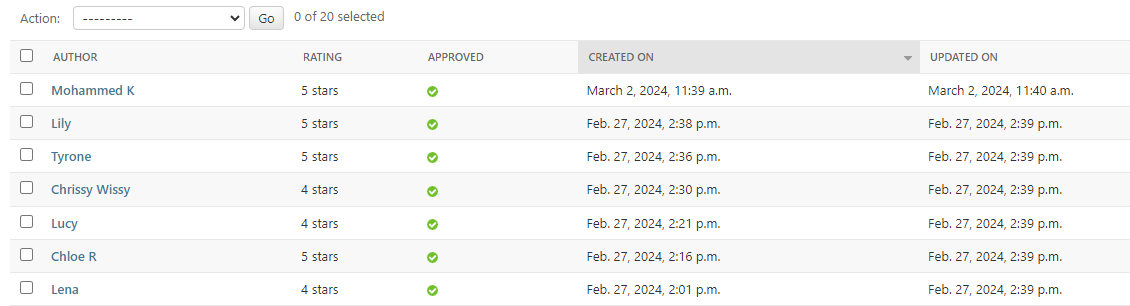 Action: --------- Go 0 of 20 selected
AUTHOR RATING APPROVED CREATED ON UPDATED ON
Mohammed K 5 stars March 2, 2024, 11:39 a.m. March 2, 2024, 11:40 a.m.
Lily 5 stars Feb. 27, 2024, 2:38 p.m. Feb. 27, 2024, 2:39 p.m.
Tyrone 5 stars Feb. 27, 2024, 2:36 p.m. Feb. 27, 2024, 2:39 p.m.
Chrissy Wissy 4 stars Feb. 27, 2024, 2:30 p.m. Feb. 27, 2024, 2:39 p.m.
Lucy 4 stars Feb. 27, 2024, 2:21 p.m. Feb. 27, 2024, 2:39 p.m.
Chloe R 5 stars Feb. 27, 2024, 2:16 p.m. Feb. 27, 2024, 2:39 p.m.
Lena 4 stars Feb. 27, 2024, 2:01 p.m. Feb. 27, 2024, 2:39 p.m.